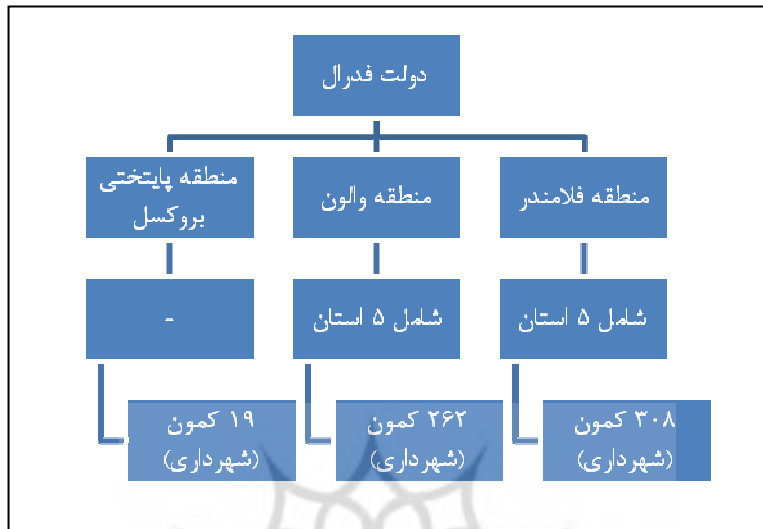 دولت فدرال
منطقه فلامندر
منطقه والون
منطقه پایتختی
بروکسل
شامل ۵ استان
شامل ۵ استان
-
۳۰۸ کمون
(شهرداری)
۲۶۲ کمون
(شهرداری)
۱۹ کمون
(شهرداری)